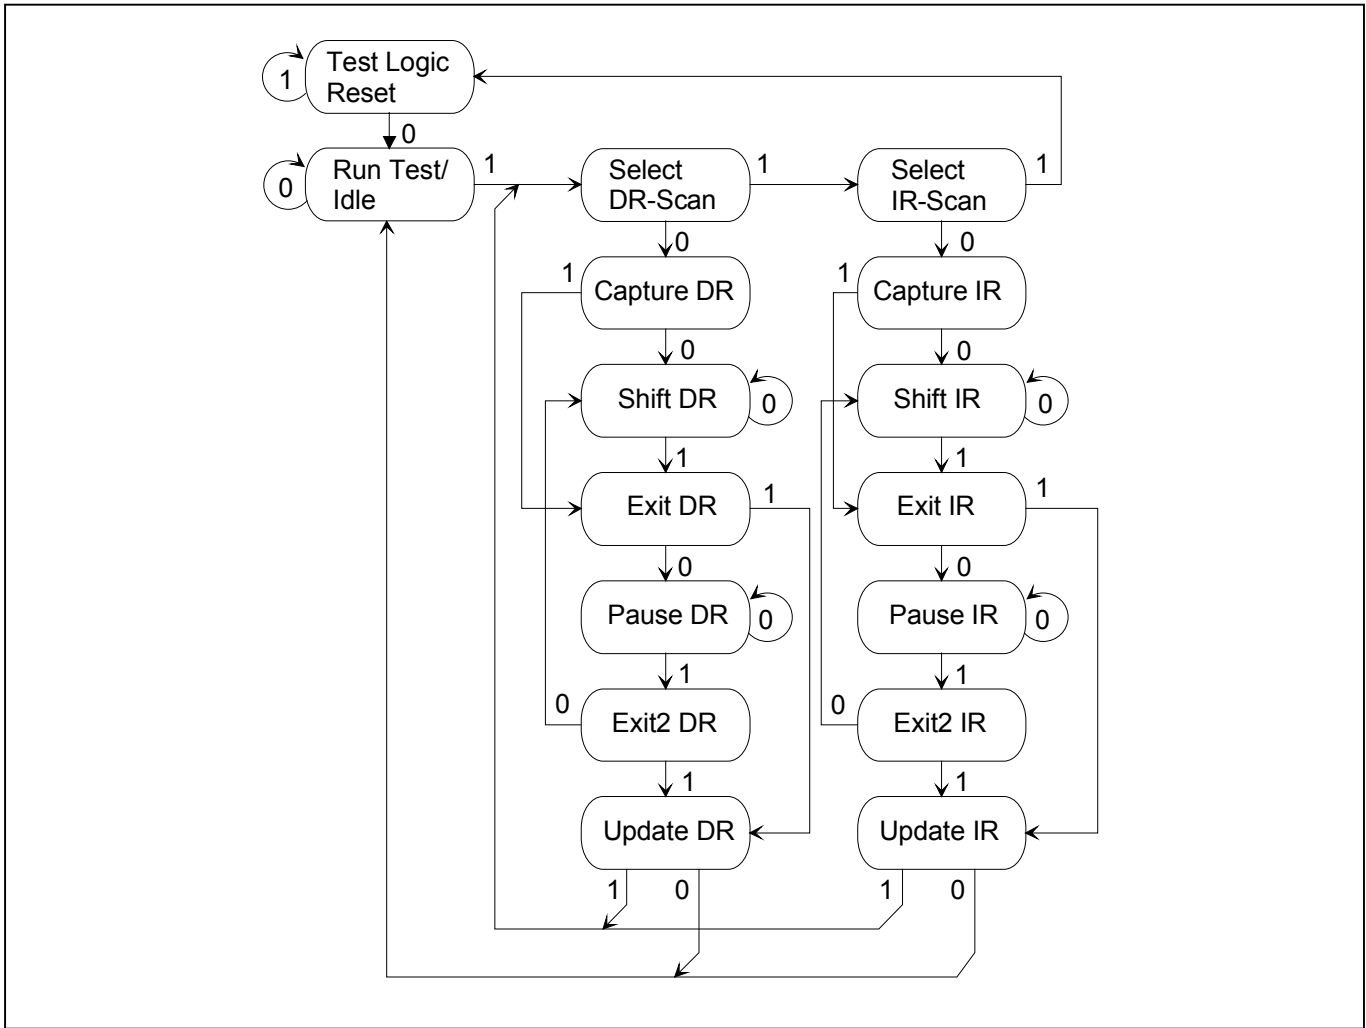 Test Logic
Reset
1
0
Run Test/
Idle
0
1
Select
DR-Scan
1
Select
IR-Scan
1
0
0
1
Capture DR
1
Capture IR
0
0
Shift DR
0
Shift IR
0
1
1
Exit DR
1
Exit IR
1
0
0
Pause DR
0
Pause IR
0
1
1
0
Exit2 DR
0
Exit2 IR
1
1
Update DR
Update IR
1
0
1
0